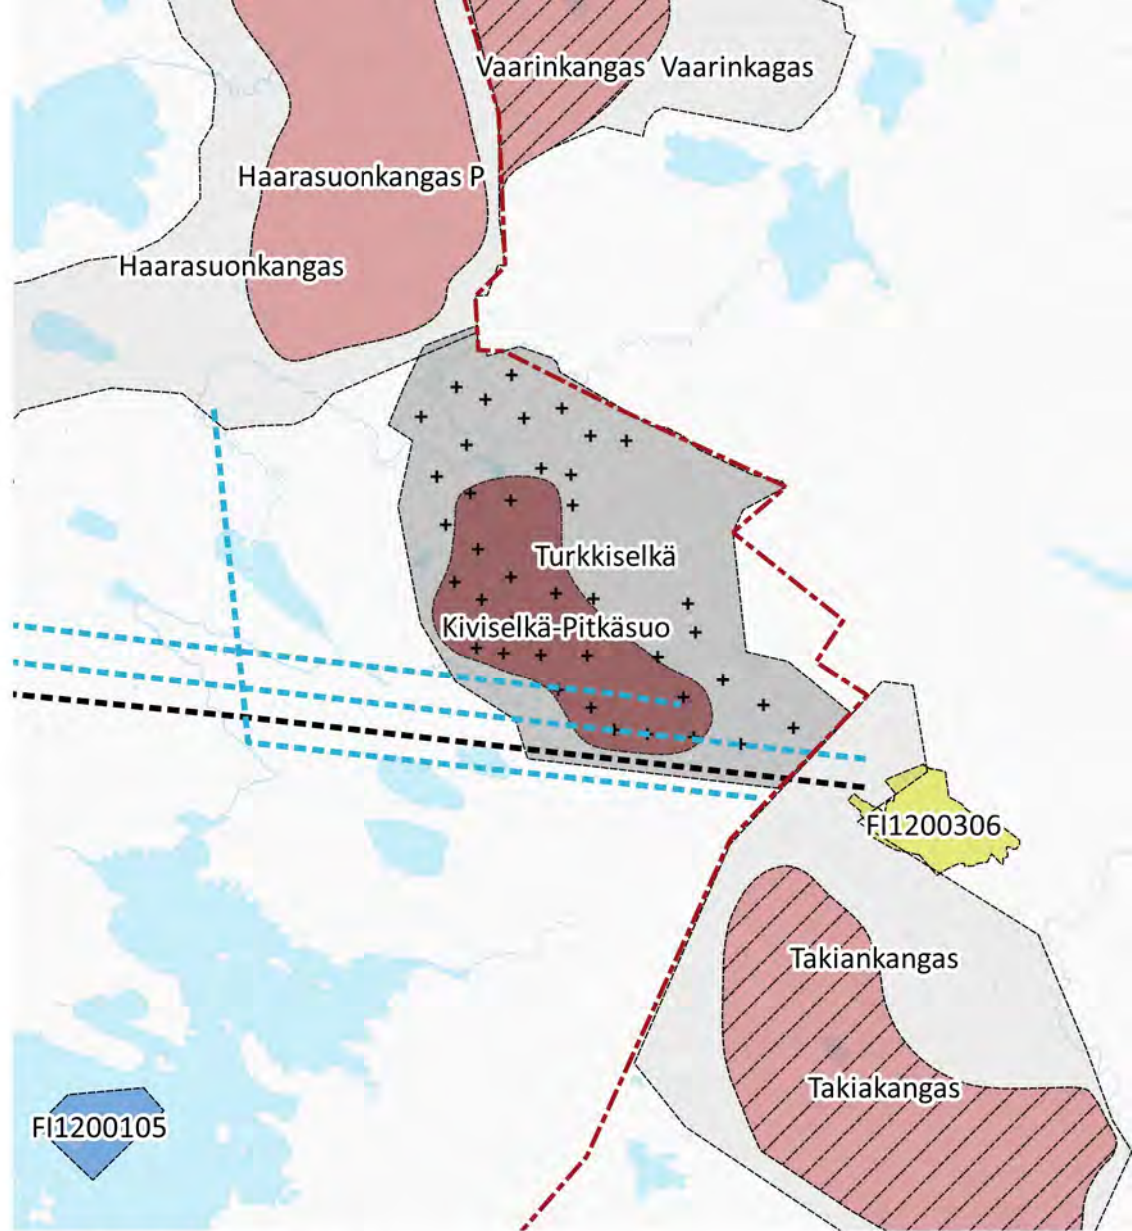 Vaarinkangas
Vaarinkagas
Haarasuonkangas P
Haarasuonkangas
Turkkiselkä
Kiviselkä-Pitkäsuo
FI1200306
Takiankangas
Takiakangas
FI1200105